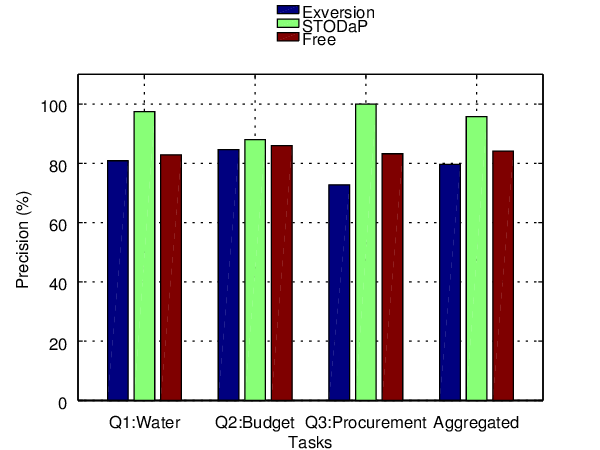 Exversion
STODaP
Free
100
80
60
40
20
0
Precision (%)
Q1:Water Q2:Budget Q3:Procurement Aggregated
Tasks